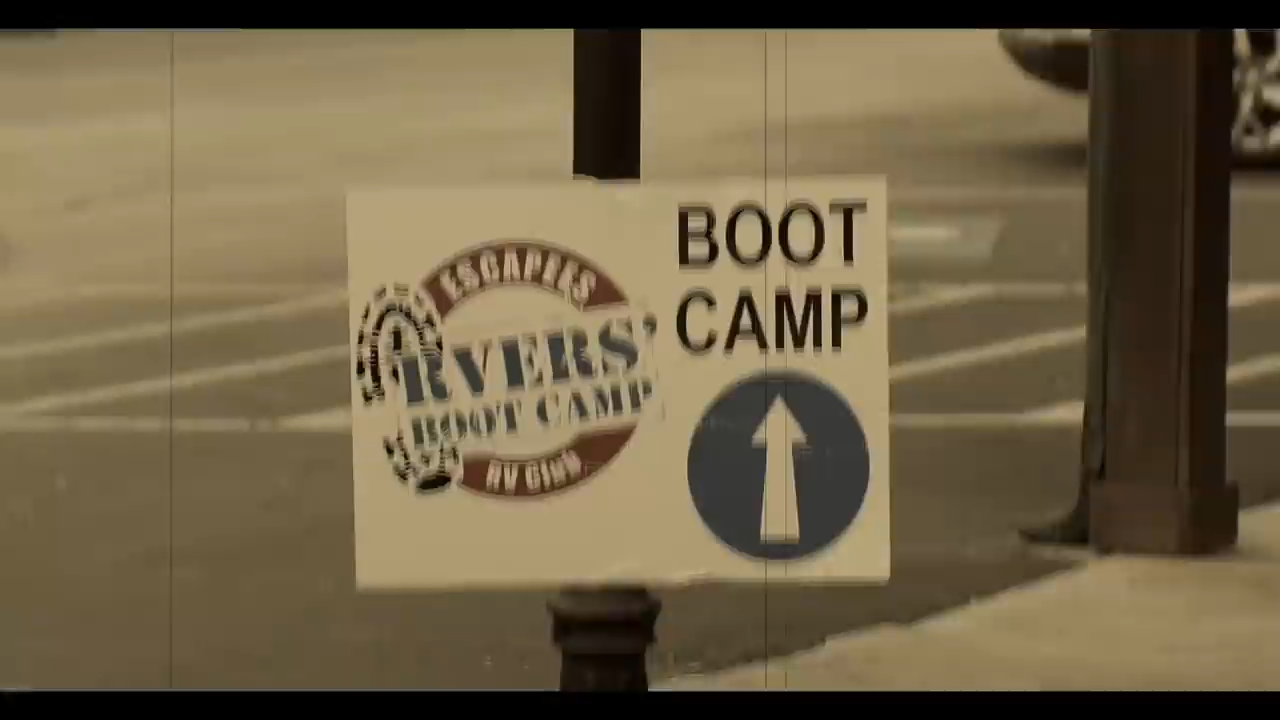 ESCAPEES
RVERS'
BOOT CAMP
RV CLUB
BOOT
CAMP